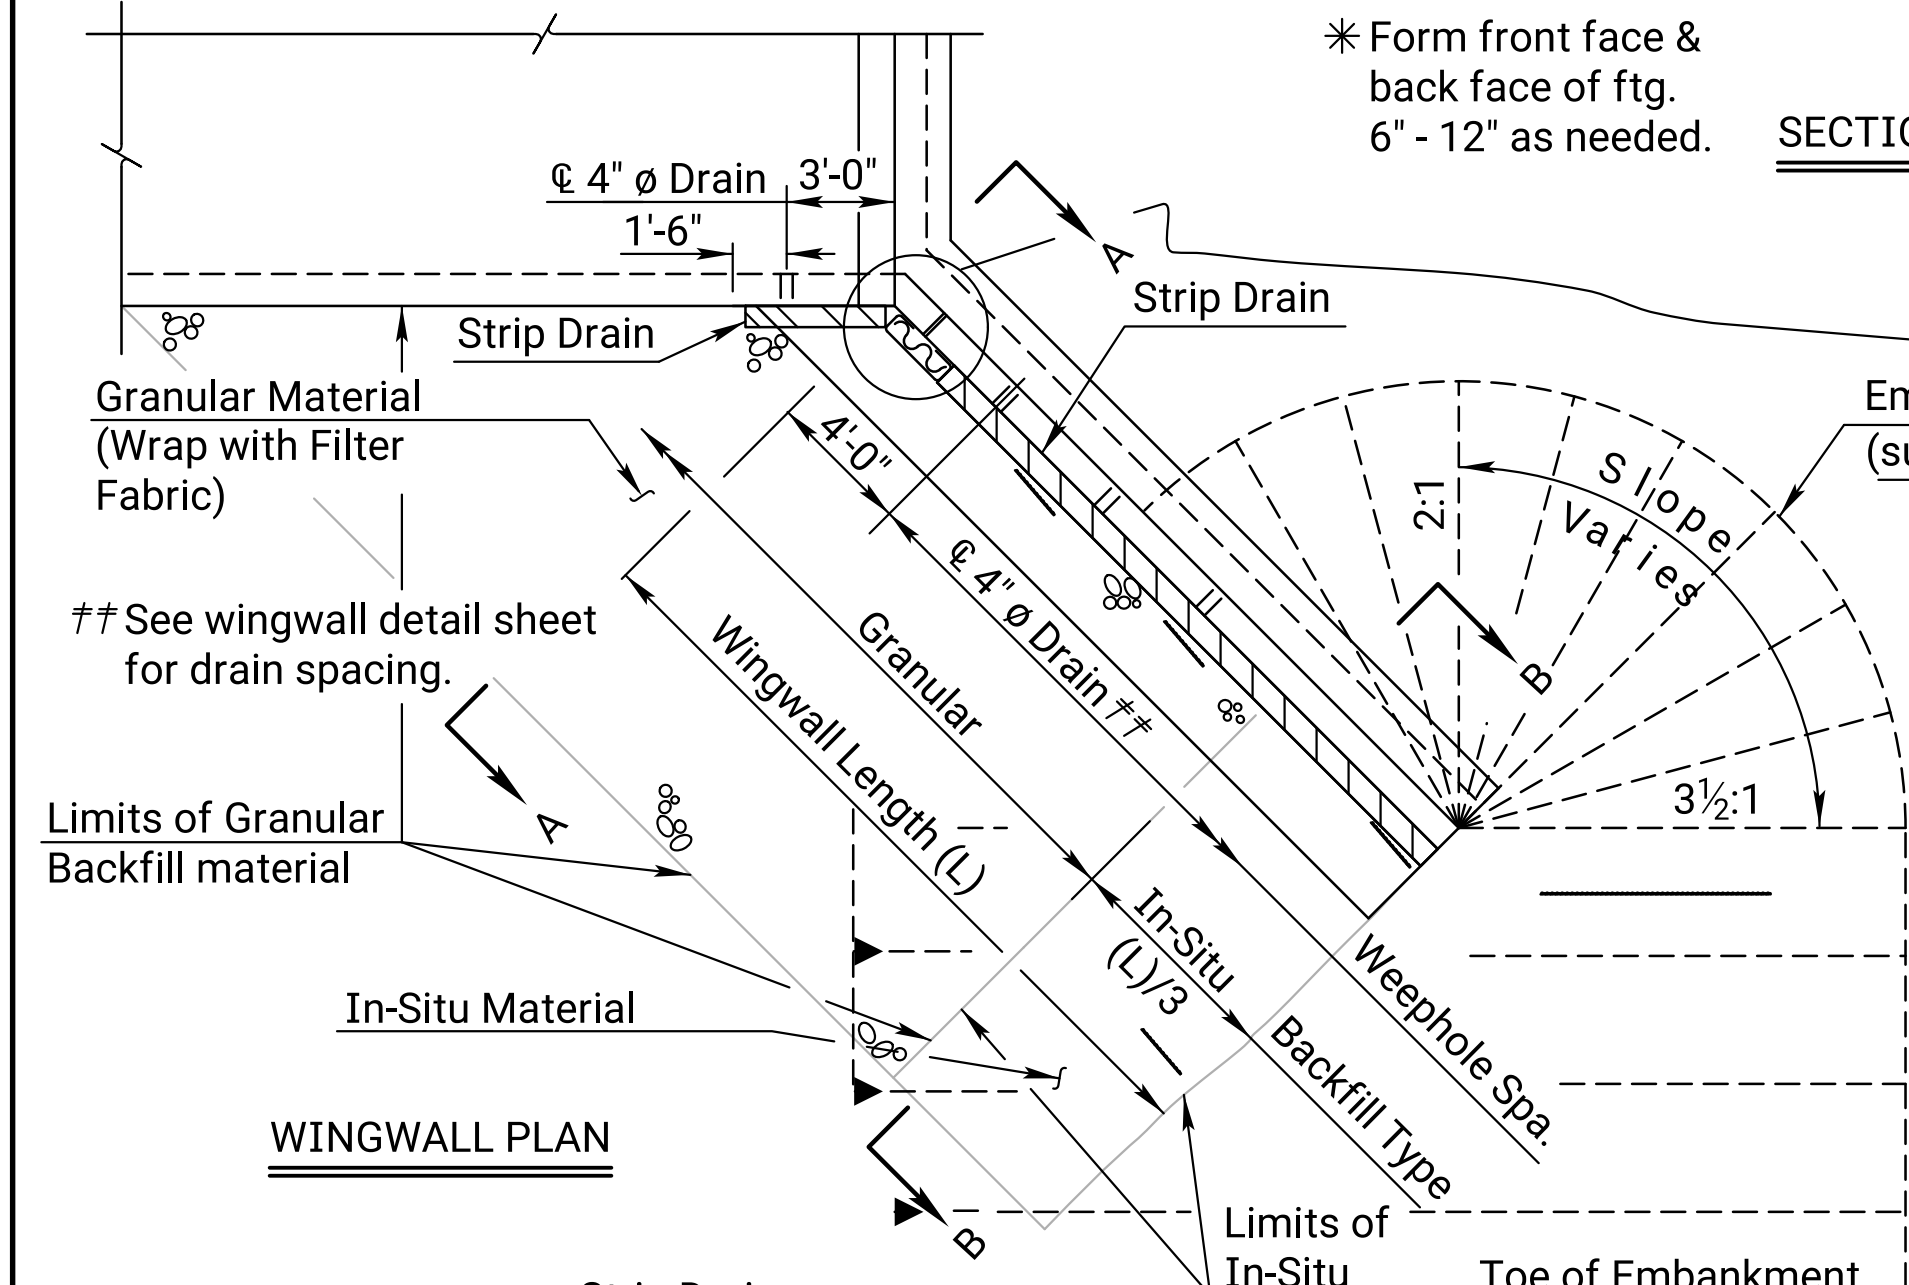 ✳ Form front face &
back face of ftg.
6" - 12" as needed.
℄ 4" ø Drain
3'-0"
1'-6"
A
Strip Drain
Strip Drain
Granular Material
(Wrap with Filter
Fabric)
4'-0"
2:1
Slope
Varies
‡‡ See wingwall detail sheet
for drain spacing.
℄ 4" ø Drain ‡‡
Granular
Wingwall Length (L)
B
3½:1
A
Limits of Granular
Backfill material
In-Situ
(L)/3
Weephole Spa.
Backfill Type
In-Situ Material
WINGWALL PLAN
B
Limits of
In-Situ
Toe of Embankment